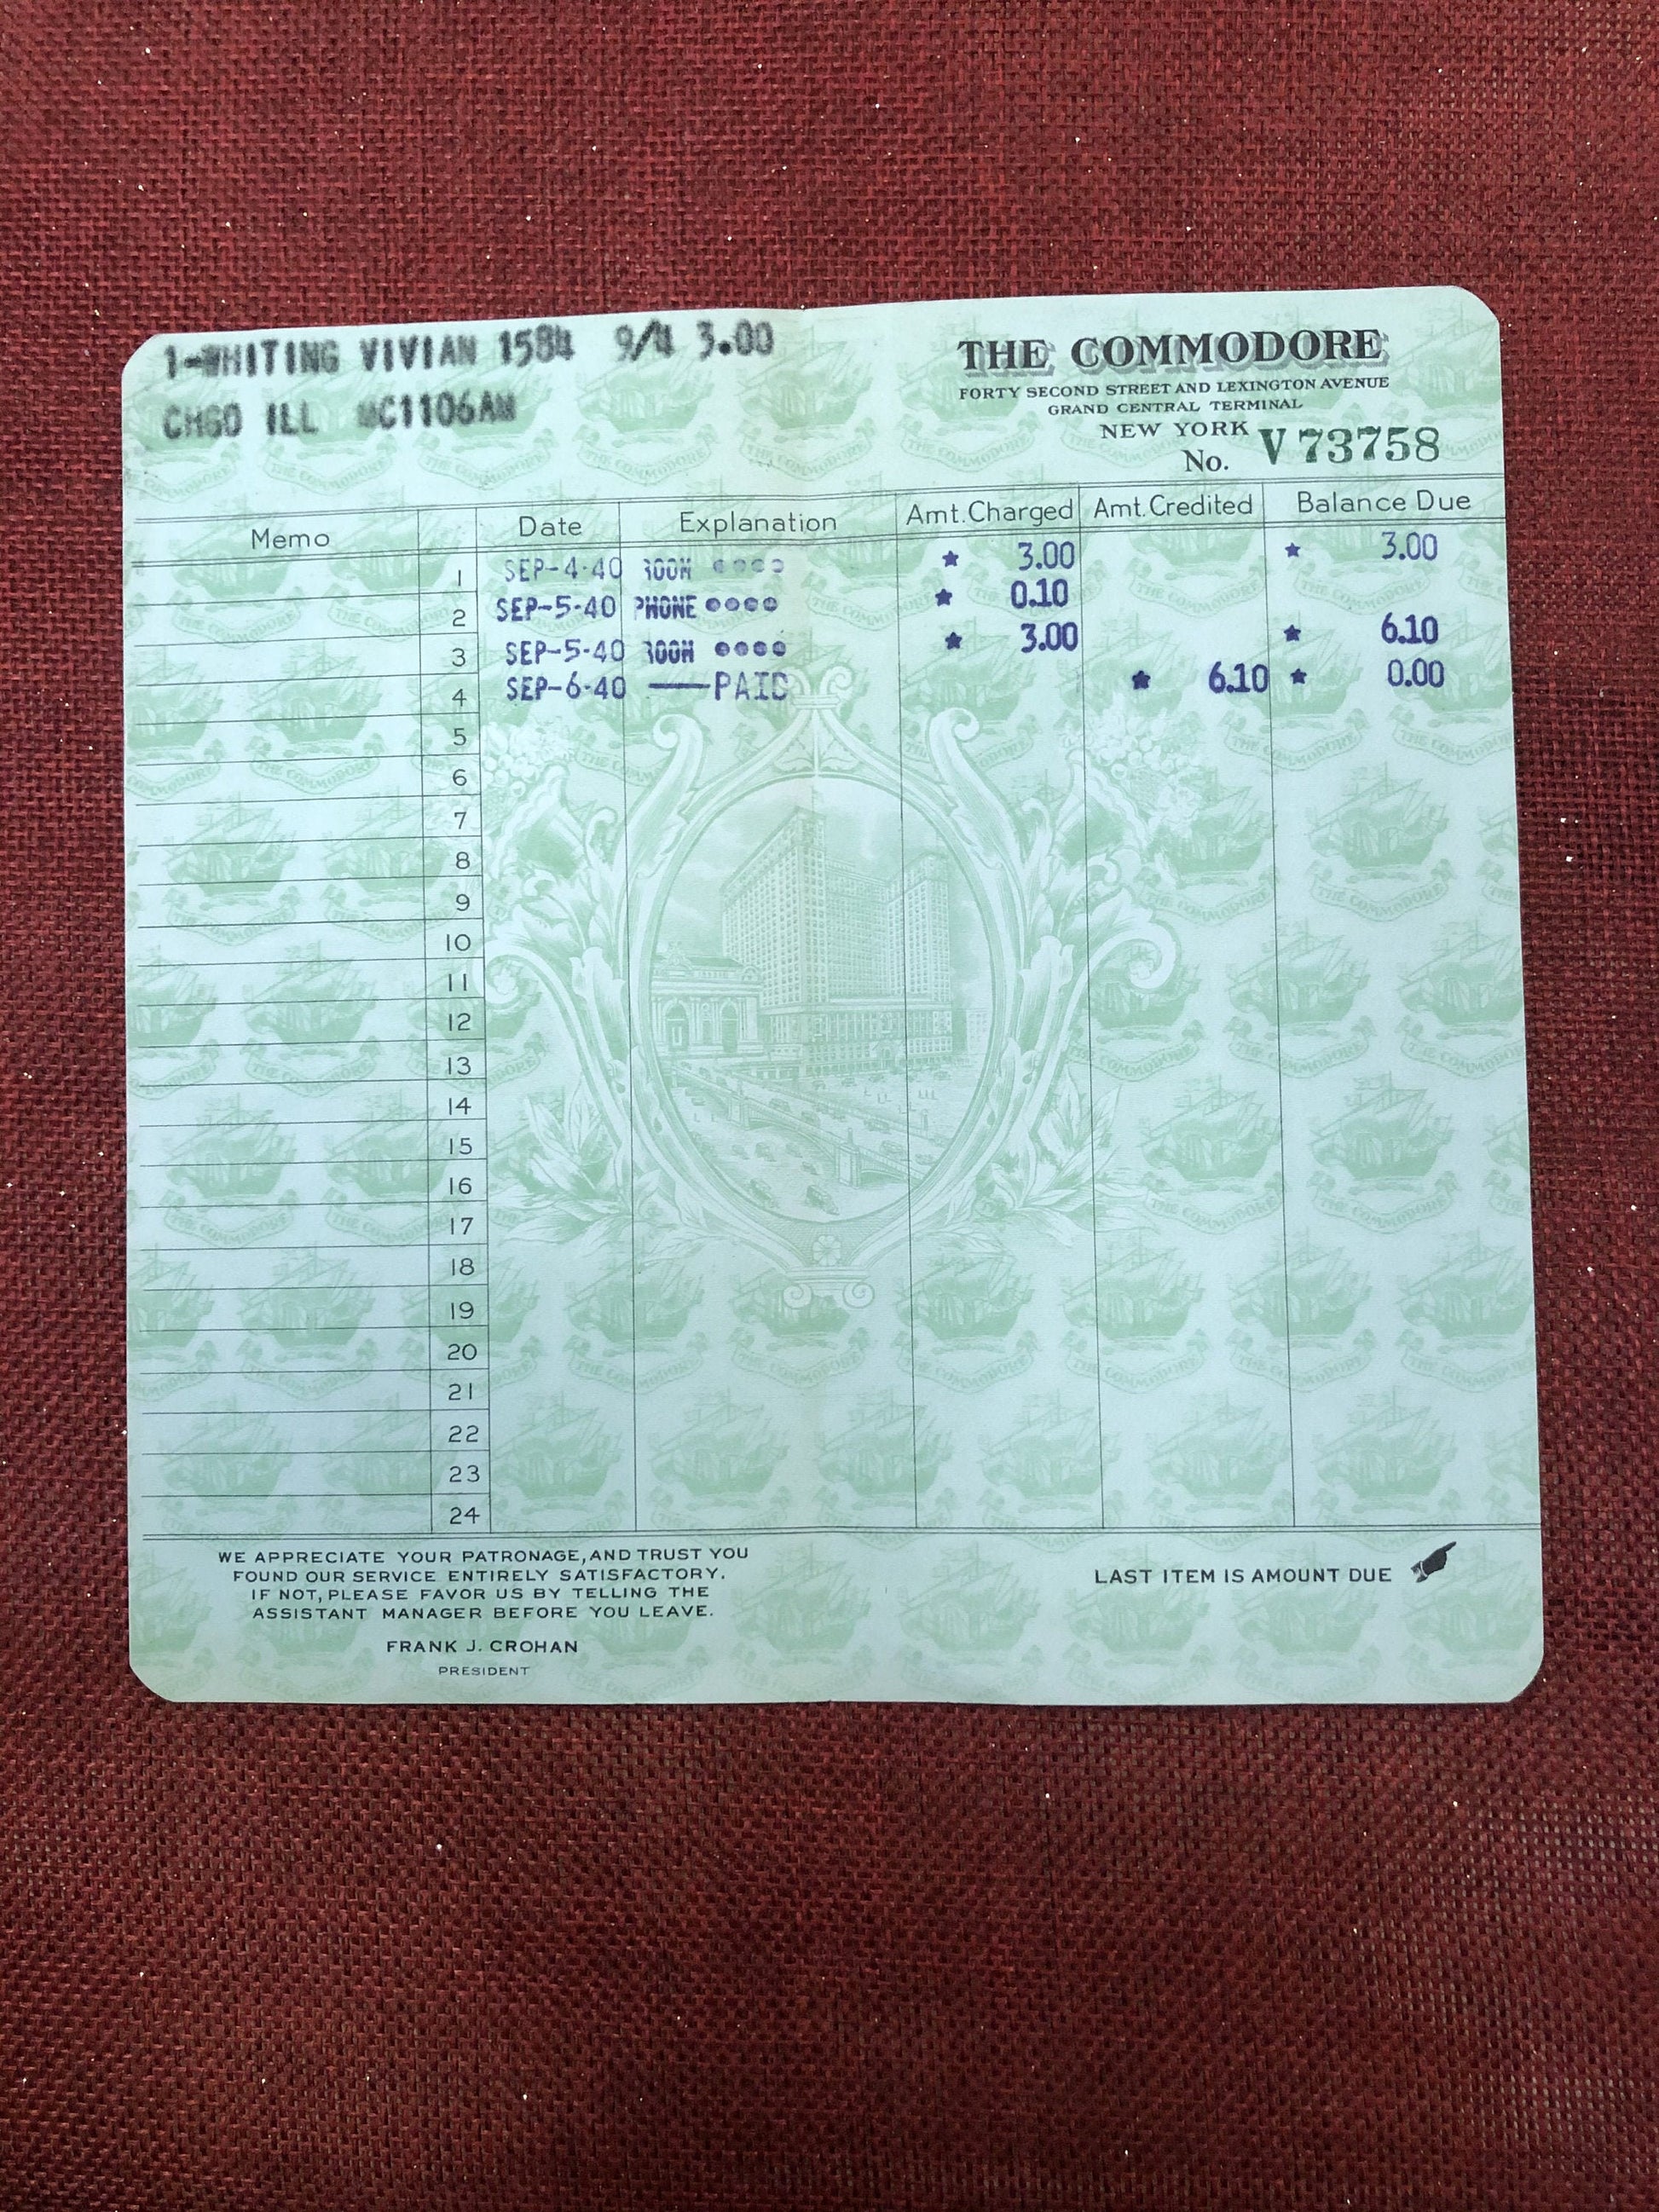 1-WHITING VIVIAN 1584 9/4 3.00
CHGO ILL MC1106AM
THE COMMODORE
FORTY SECOND STREET AND LEXINGTON AVENUE
GRAND CENTRAL TERMINAL
NEW YORK
No. V 73758
Memo Date Explanation Amt. Charged Amt. Credited Balance Due
1 SEP-4-40 ROOM ★ 3.00 ★ 3.00
2 SEP-5-40 PHONE ★ 0.10
3 SEP-5-40 ROOM ★ 3.00 ★ 6.10
4 SEP-6-40 —PAID ★ 6.10 ★ 0.00
5
6
7
8
9
10
11
12
13
14
15
16
17
18
19
20
21
22
23
24
WE APPRECIATE YOUR PATRONAGE, AND TRUST YOU
FOUND OUR SERVICE ENTIRELY SATISFACTORY.
IF NOT, PLEASE FAVOR US BY TELLING THE
ASSISTANT MANAGER BEFORE YOU LEAVE.
FRANK J. CROHAN
PRESIDENT
LAST ITEM IS AMOUNT DUE